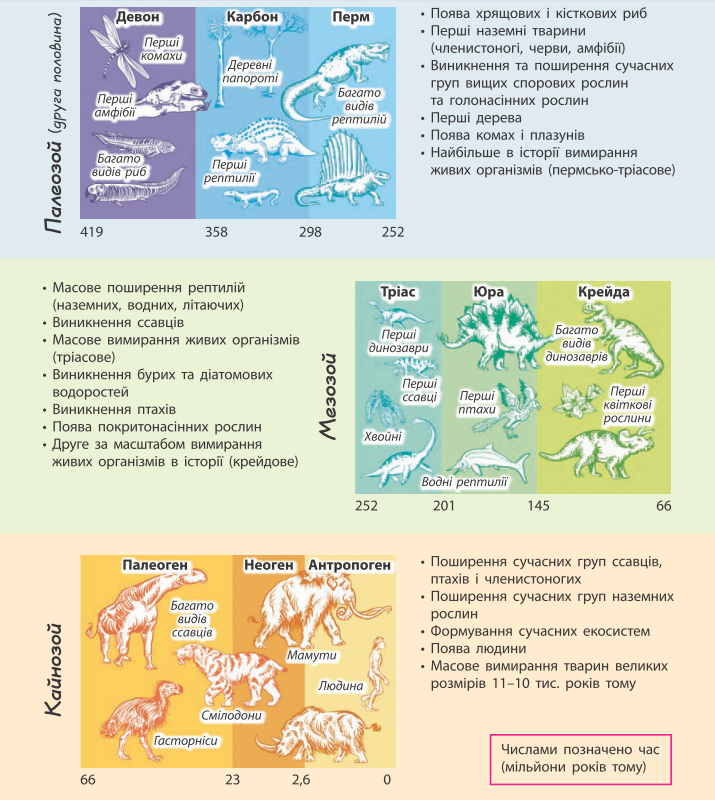 Палеозой (друга половина)
Девон
Карбон
Перм
Перші
комахи
Деревні
папороті
Перші
амфібії
Багато
видів
рептилій
Багато
видів риб
Перші
рептилії
419
358
298
252
• Поява хрящових і кісткових риб
• Перші наземні тварини
(членистоногі, черви, амфібії)
• Виникнення та поширення сучасних
груп вищих спорових рослин
та голонасінних рослин
• Перші дерева
• Поява комах і плазунів
• Найбільше в історії вимирання
живих організмів (пермсько-тріасове)
• Масове поширення рептилій
(наземних, водних, літаючих)
• Виникнення ссавців
• Масове вимирання живих організмів
(тріасове)
• Виникнення бурих та діатомових
водоростей
• Виникнення птахів
• Поява покритонасінних рослин
• Друге за масштабом вимирання
живих організмів в історії (крейдове)
Мезозой
Тріас
Юра
Крейда
Перші
динозаври
Багато
видів
динозаврів
Перші
ссавці
Перші
птахи
Перші
квіткові
рослини
Хвойні
Водні рептилії
252
201
145
66
Кайнозой
Палеоген
Неоген
Антропоген
Багато
видів
ссавців
Мамути
Людина
Смілодони
Гасторніси
66
23
2,6
0
• Поширення сучасних груп ссавців,
птахів і членистоногих
• Поширення сучасних груп наземних
рослин
• Формування сучасних екосистем
• Поява людини
• Масове вимирання тварин великих
розмірів 11–10 тис. років тому
Числами позначено час
(мільйони років тому)